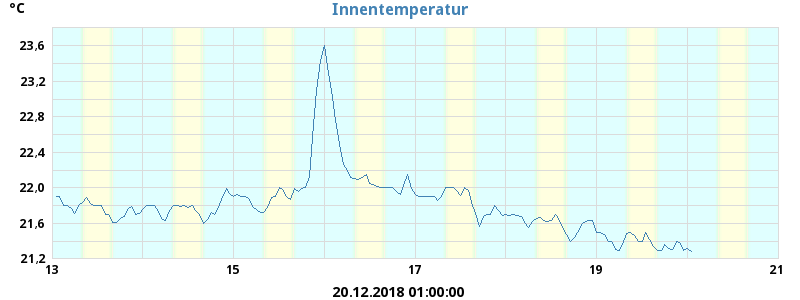 °C
Innentemperatur
23,6
23,2
22,8
22,4
22,0
21,6
21,2
13 15 17 19 21
20.12.2018 01:00:00